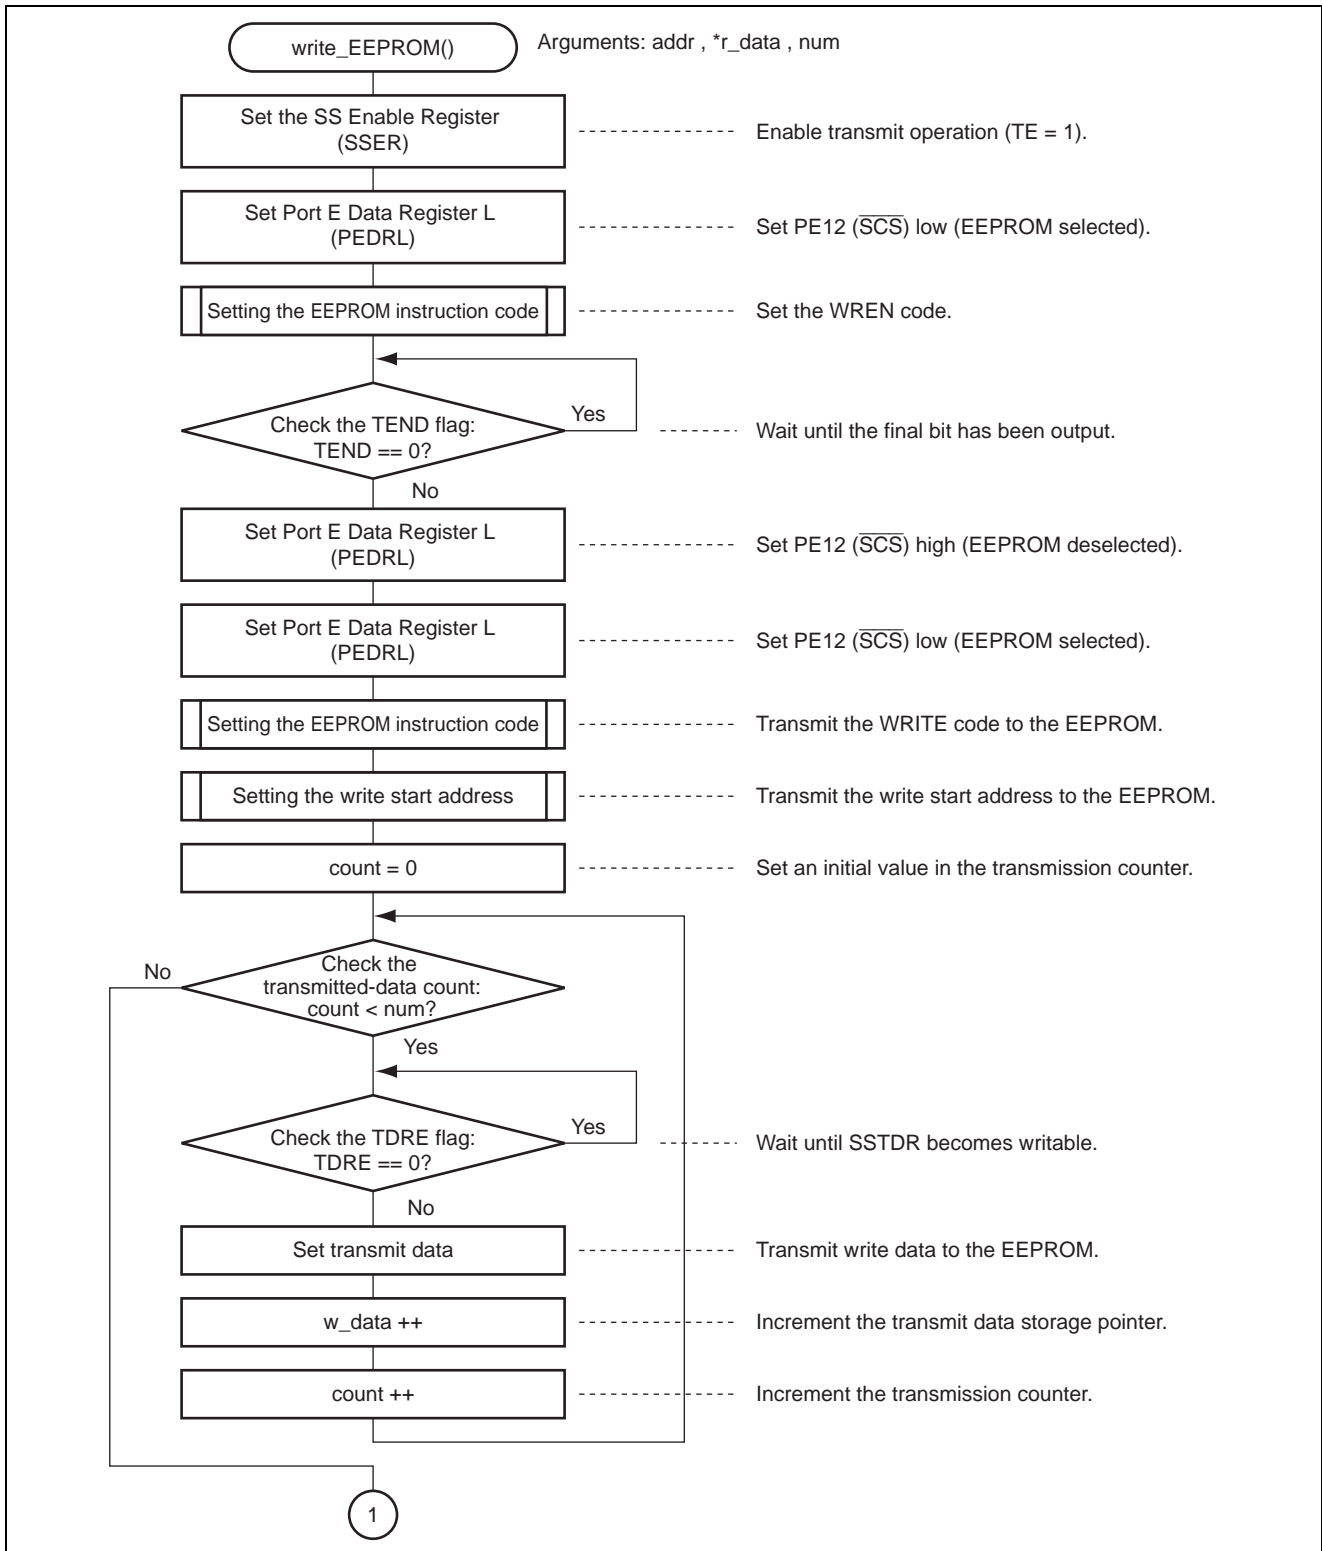 write_EEPROM()
Arguments: addr , *r_data , num
Set the SS Enable Register
(SSER)
Enable transmit operation (TE = 1).
Set Port E Data Register L
(PEDRL)
Set PE12 (S̅C̅S̅) low (EEPROM selected).
Setting the EEPROM instruction code
Set the WREN code.
Check the TEND flag:
TEND == 0?
Yes
Wait until the final bit has been output.
No
Set Port E Data Register L
(PEDRL)
Set PE12 (S̅C̅S̅) high (EEPROM deselected).
Set Port E Data Register L
(PEDRL)
Set PE12 (S̅C̅S̅) low (EEPROM selected).
Setting the EEPROM instruction code
Transmit the WRITE code to the EEPROM.
Setting the write start address
Transmit the write start address to the EEPROM.
count = 0
Set an initial value in the transmission counter.
No
Check the
transmitted-data count:
count < num?
Yes
Check the TDRE flag:
TDRE == 0?
Yes
Wait until SSTDR becomes writable.
No
Set transmit data
Transmit write data to the EEPROM.
w_data ++
Increment the transmit data storage pointer.
count ++
Increment the transmission counter.
1